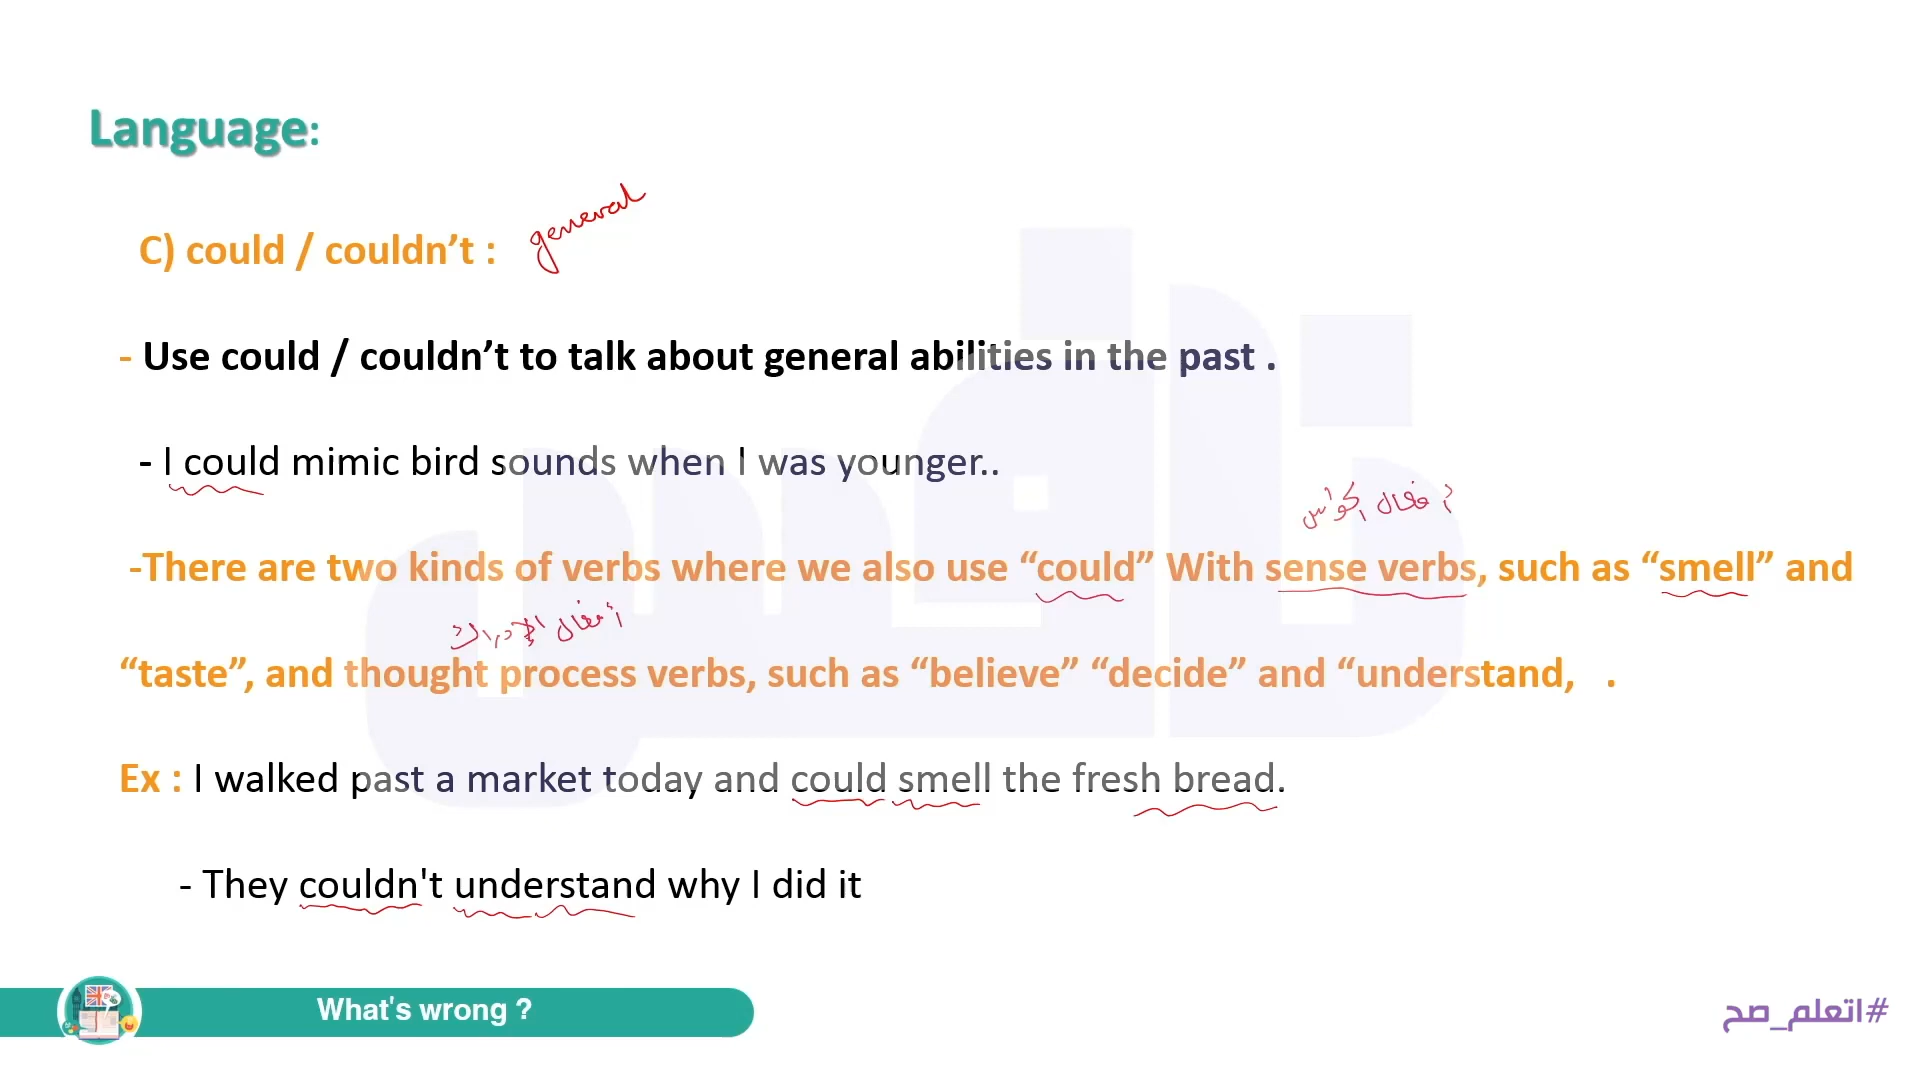 Language:
general
C) could / couldn’t :
- Use could / couldn’t to talk about general abilities in the past .
- I could mimic bird sounds when I was younger..
أفعال الحواس
-There are two kinds of verbs where we also use “could” With sense verbs, such as “smell” and
أفعال الإدراك
“taste”, and thought process verbs, such as “believe” “decide” and “understand, .
Ex : I walked past a market today and could smell the fresh bread.
- They couldn't understand why I did it
What's wrong ?
#اتعلم_صح